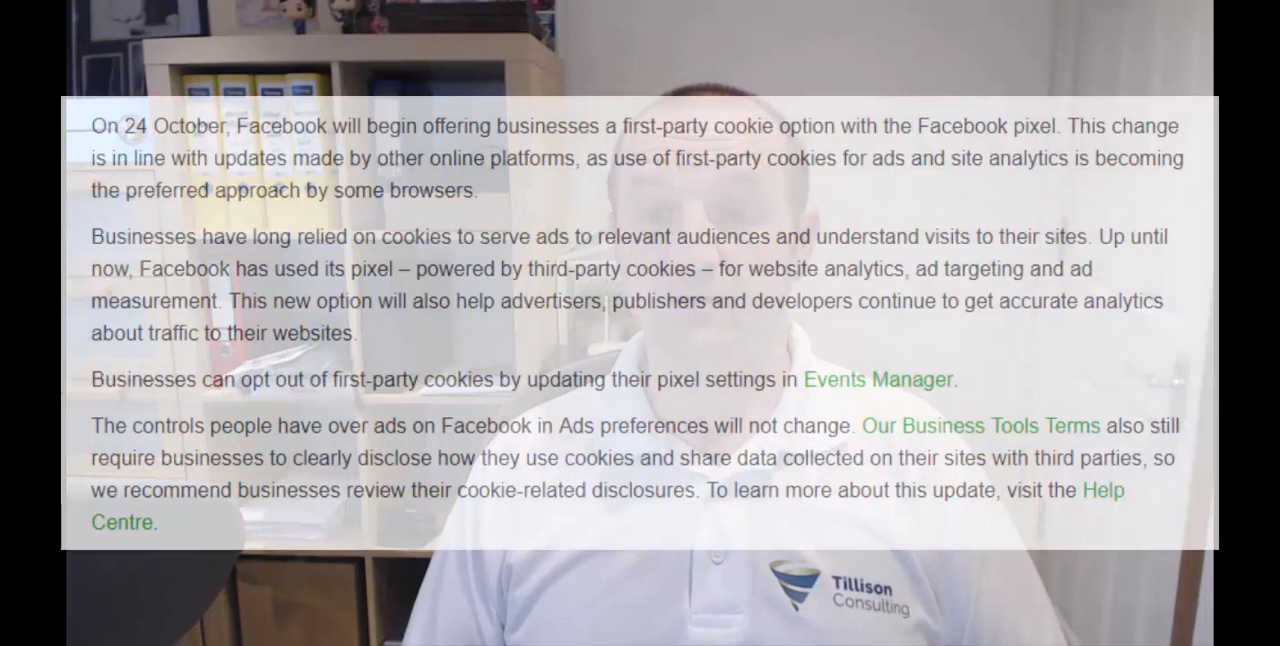 On 24 October, Facebook will begin offering businesses a first-party cookie option with the Facebook pixel. This change
is in line with updates made by other online platforms, as use of first-party cookies for ads and site analytics is becoming
the preferred approach by some browsers.
Businesses have long relied on cookies to serve ads to relevant audiences and understand visits to their sites. Up until
now, Facebook has used its pixel – powered by third-party cookies – for website analytics, ad targeting and ad
measurement. This new option will also help advertisers, publishers and developers continue to get accurate analytics
about traffic to their websites.
Businesses can opt out of first-party cookies by updating their pixel settings in Events Manager.
The controls people have over ads on Facebook in Ads preferences will not change. Our Business Tools Terms also still
require businesses to clearly disclose how they use cookies and share data collected on their sites with third parties, so
we recommend businesses review their cookie-related disclosures. To learn more about this update, visit the Help
Centre.
Tillison
Consulting